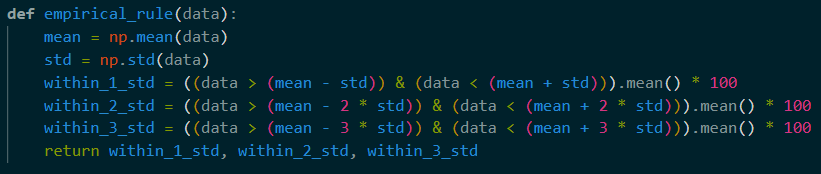 def empirical_rule(data):
    mean = np.mean(data)
    std = np.std(data)
    within_1_std = ((data > (mean - std)) & (data < (mean + std))).mean() * 100
    within_2_std = ((data > (mean - 2 * std)) & (data < (mean + 2 * std))).mean() * 100
    within_3_std = ((data > (mean - 3 * std)) & (data < (mean + 3 * std))).mean() * 100
    return within_1_std, within_2_std, within_3_std